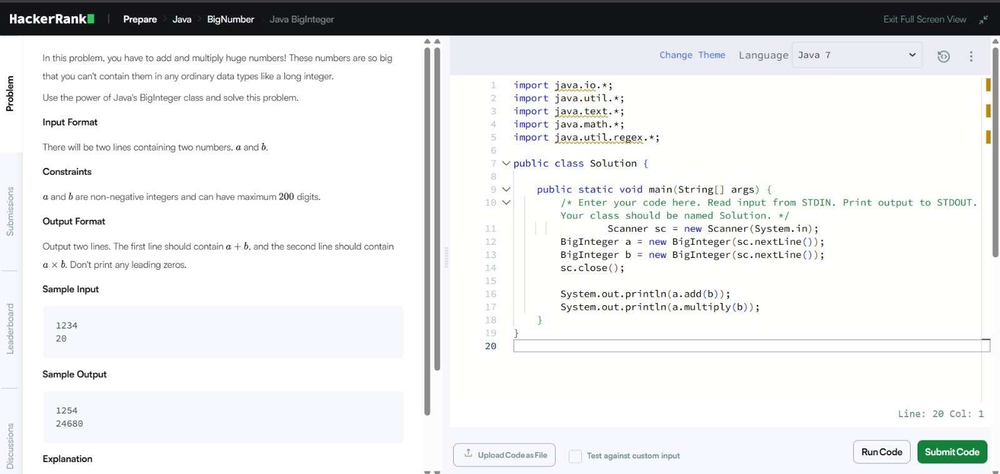 HackerRank | Prepare > Java > BigNumber > Java BigInteger Exit Full Screen View
Problem
Submissions
Leaderboard
Discussions
In this problem, you have to add and multiply huge numbers! These numbers are so big
that you can't contain them in any ordinary data types like a long integer.
Use the power of Java's BigInteger class and solve this problem.
Input Format
There will be two lines containing two numbers, a and b.
Constraints
a and b are non-negative integers and can have maximum 200 digits.
Output Format
Output two lines. The first line should contain a + b, and the second line should contain
a × b. Don't print any leading zeros.
Sample Input
1234
20
Sample Output
1254
24680
Explanation
Change Theme Language Java 7
1 import java.io.*;
2 import java.util.*;
3 import java.text.*;
4 import java.math.*;
5 import java.util.regex.*;
6
7 public class Solution {
8
9 public static void main(String[] args) {
10 /* Enter your code here. Read input from STDIN. Print output to STDOUT.
Your class should be named Solution. */
11 Scanner sc = new Scanner(System.in);
12 BigInteger a = new BigInteger(sc.nextLine());
13 BigInteger b = new BigInteger(sc.nextLine());
14 sc.close();
15
16 System.out.println(a.add(b));
17 System.out.println(a.multiply(b));
18 }
19 }
20
Line: 20 Col: 1
Upload Code as File Test against custom input Run Code Submit Code